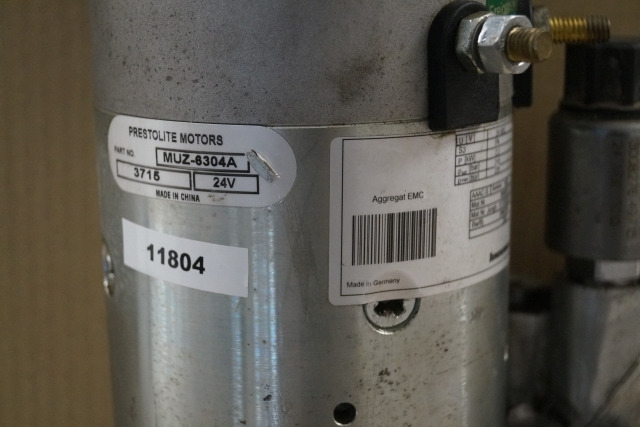 PRESTOLITE MOTORS
PART NO. MUZ-6304A
3715 24V
MADE IN CHINA
11804
Aggregat EMC
Made in Germany